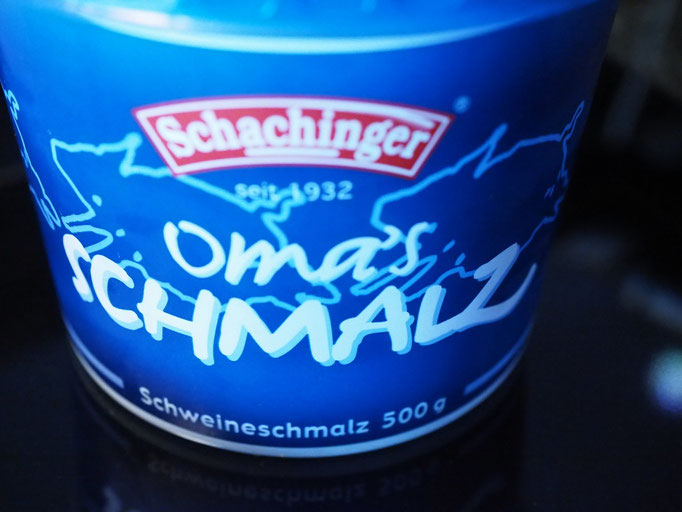 Schachinger®
seit 1932
Oma's
SCHMALZ
Schweineschmalz 500 g